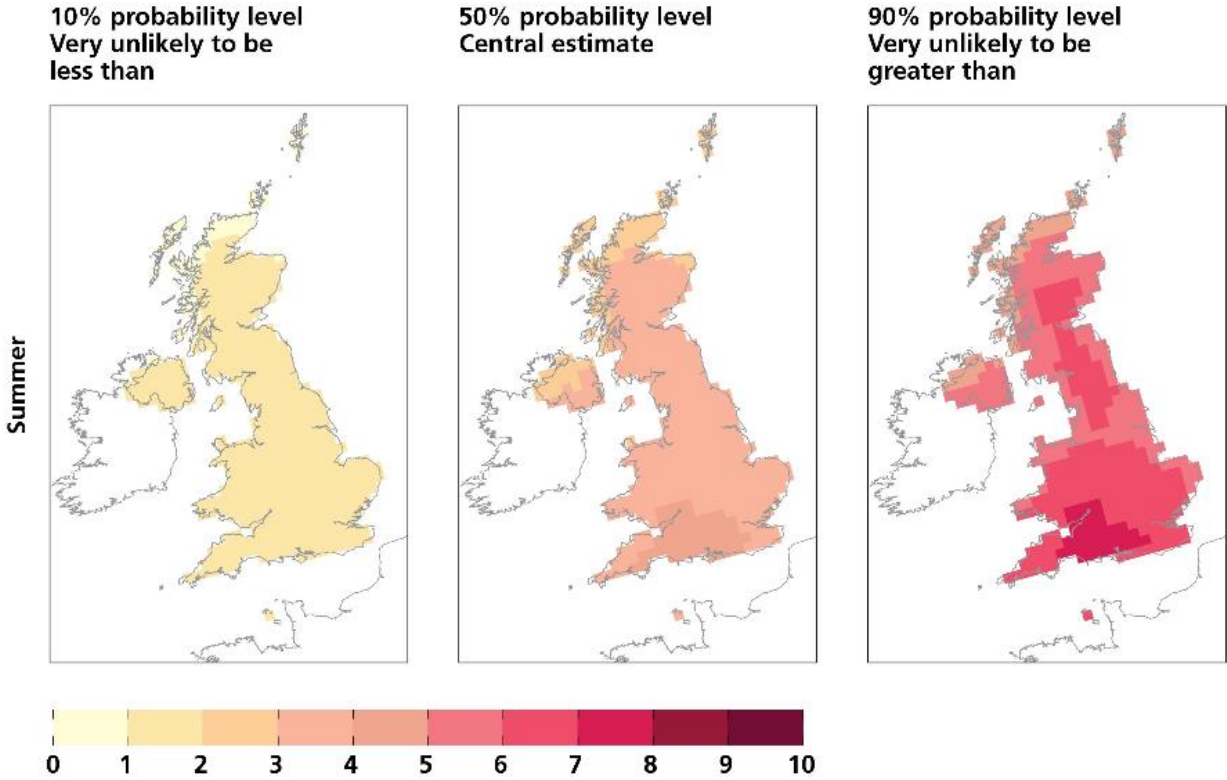 10% probability level
Very unlikely to be
less than
50% probability level
Central estimate
90% probability level
Very unlikely to be
greater than
Summer
0 1 2 3 4 5 6 7 8 9 10